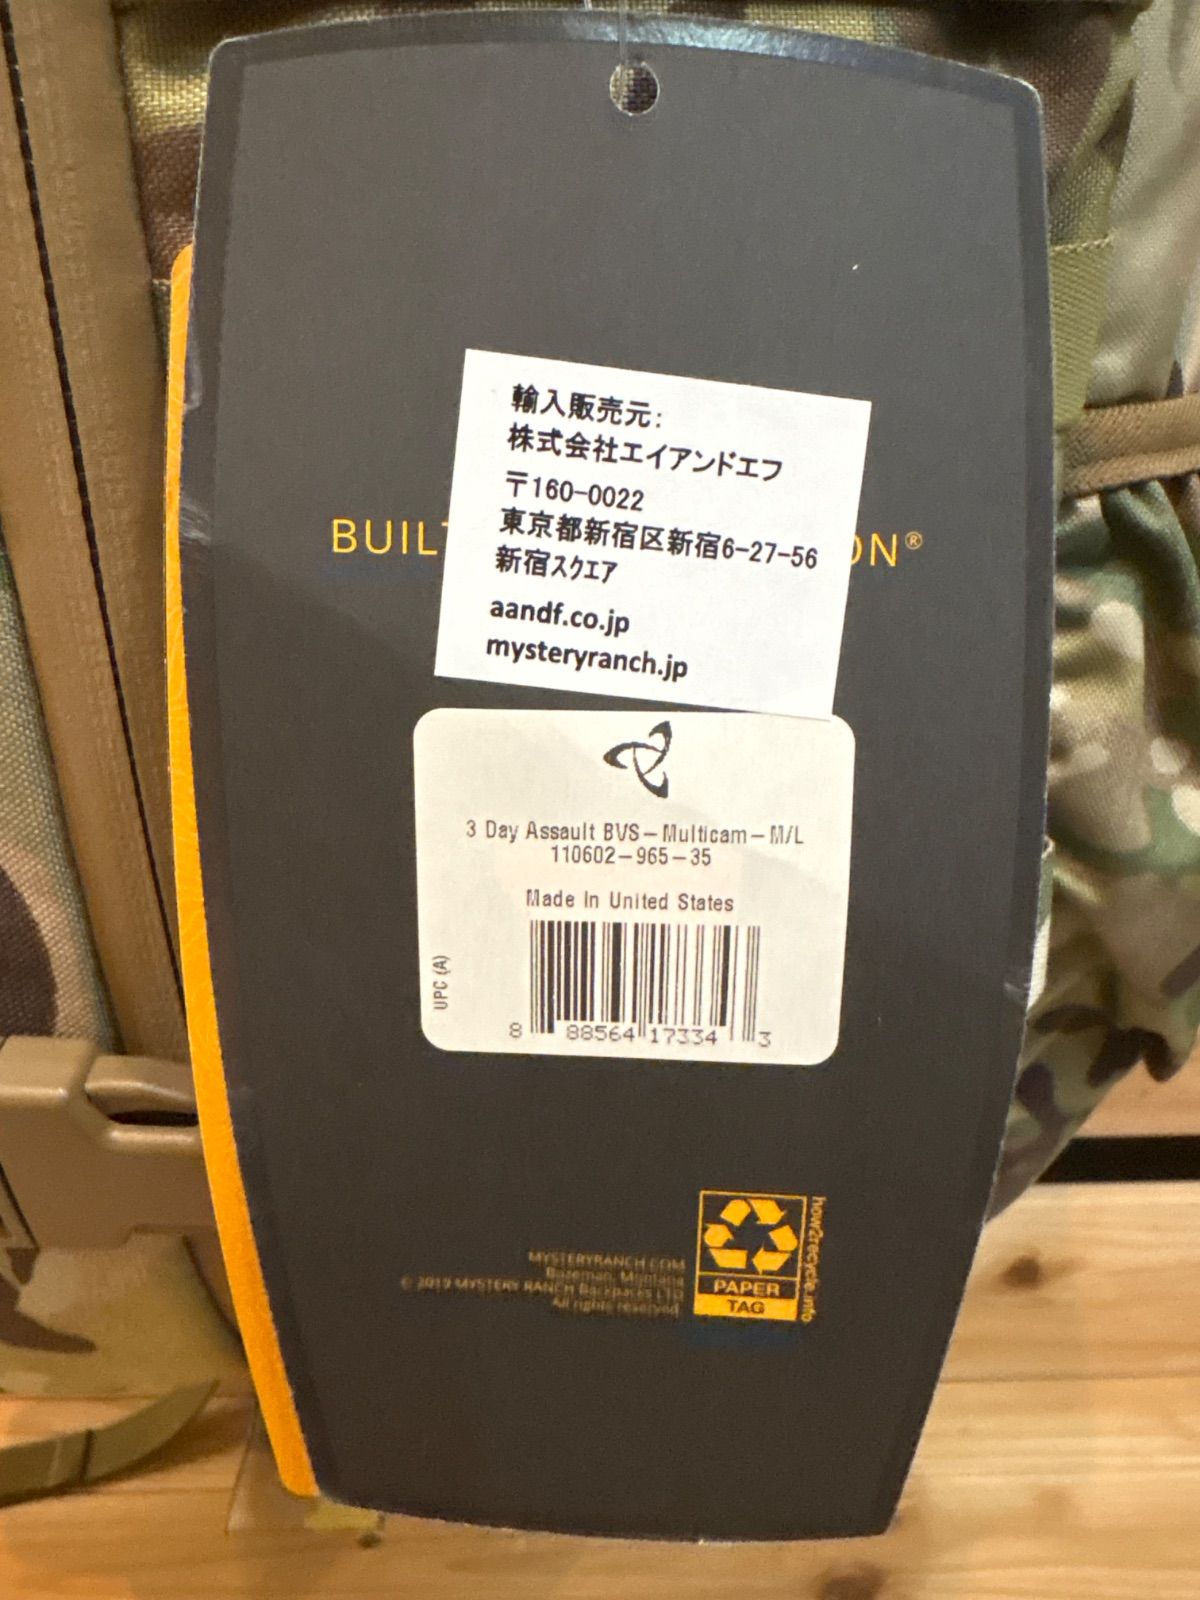 輸入販売元:
株式会社エイアンドエフ
〒160-0022
東京都新宿区新宿6-27-56
新宿スクエア
aandf.co.jp
mysteryranch.jp
BUILT ON®
3 Day Assault BVS-Multicam-M/L
110602-965-35
Made In United States
UPC (A)
8 88564 17334 3
MYSTERYRANCH.COM
Bozeman, Montana
© 2019 MYSTERY RANCH Backpacks LTD
All rights reserved
PAPER
TAG
how2recycle.info